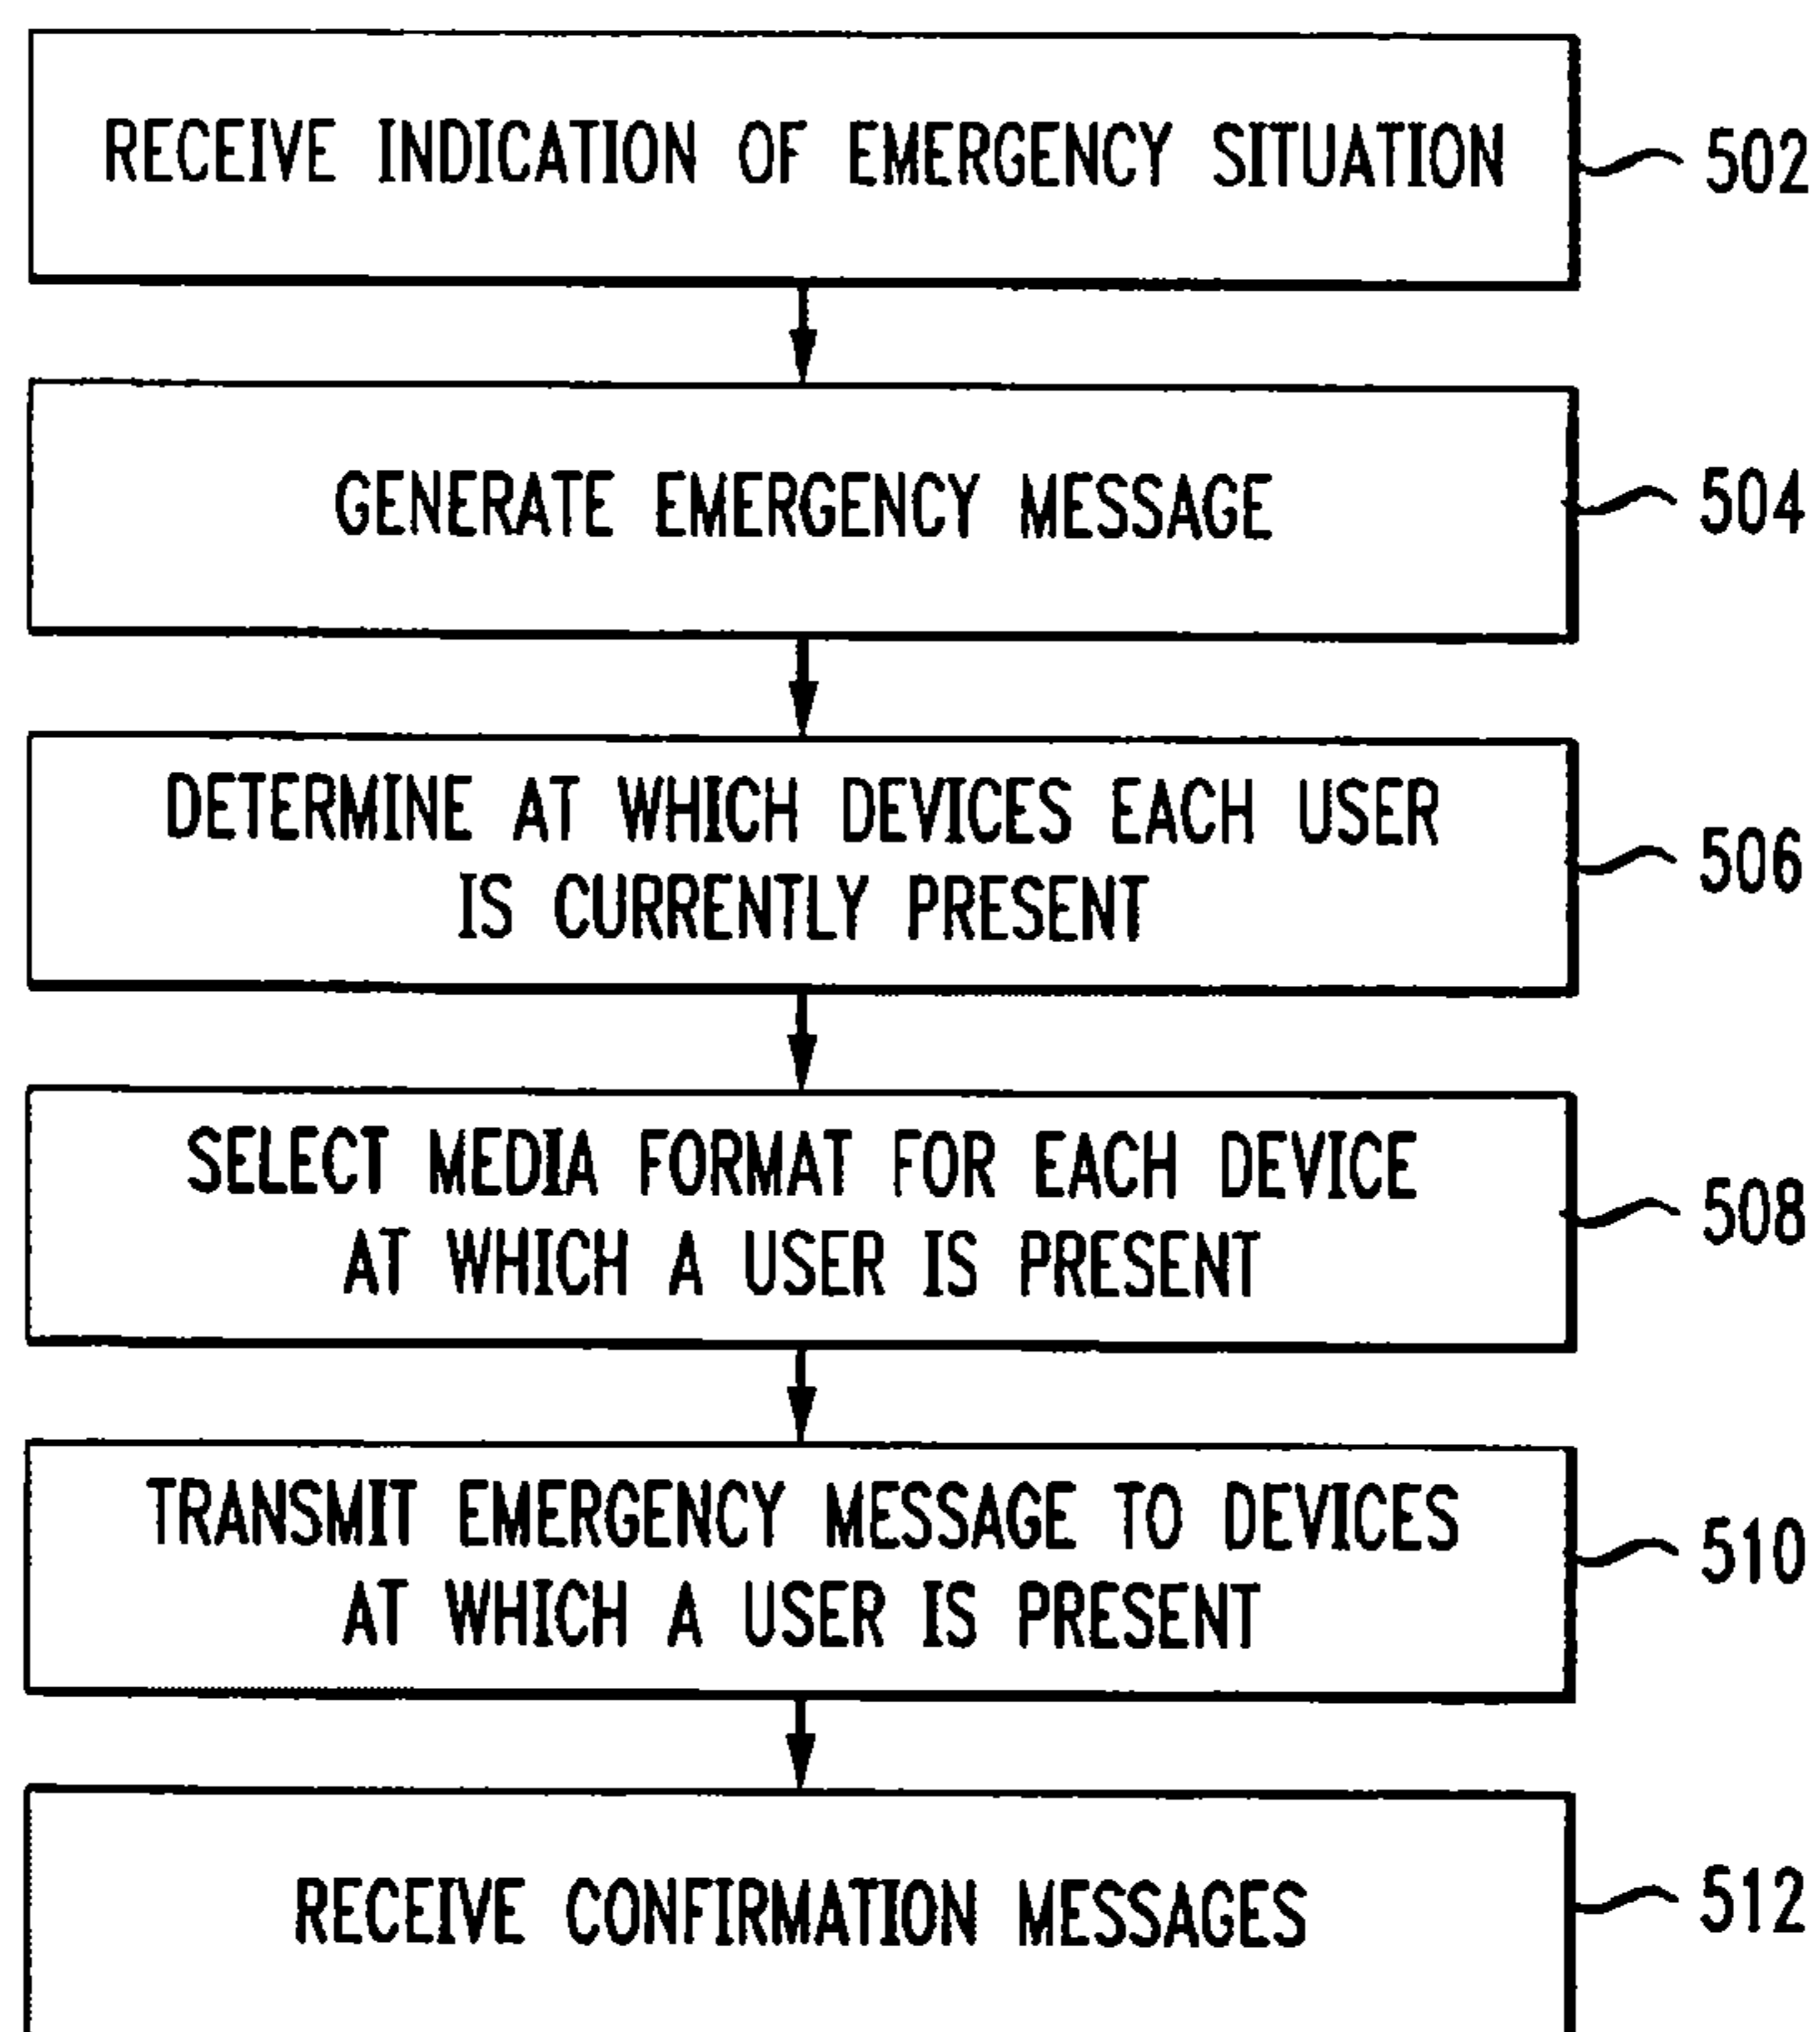 RECEIVE INDICATION OF EMERGENCY SITUATION
502
GENERATE EMERGENCY MESSAGE
504
DETERMINE AT WHICH DEVICES EACH USER
IS CURRENTLY PRESENT
506
SELECT MEDIA FORMAT FOR EACH DEVICE
AT WHICH A USER IS PRESENT
508
TRANSMIT EMERGENCY MESSAGE TO DEVICES
AT WHICH A USER IS PRESENT
510
RECEIVE CONFIRMATION MESSAGES
512